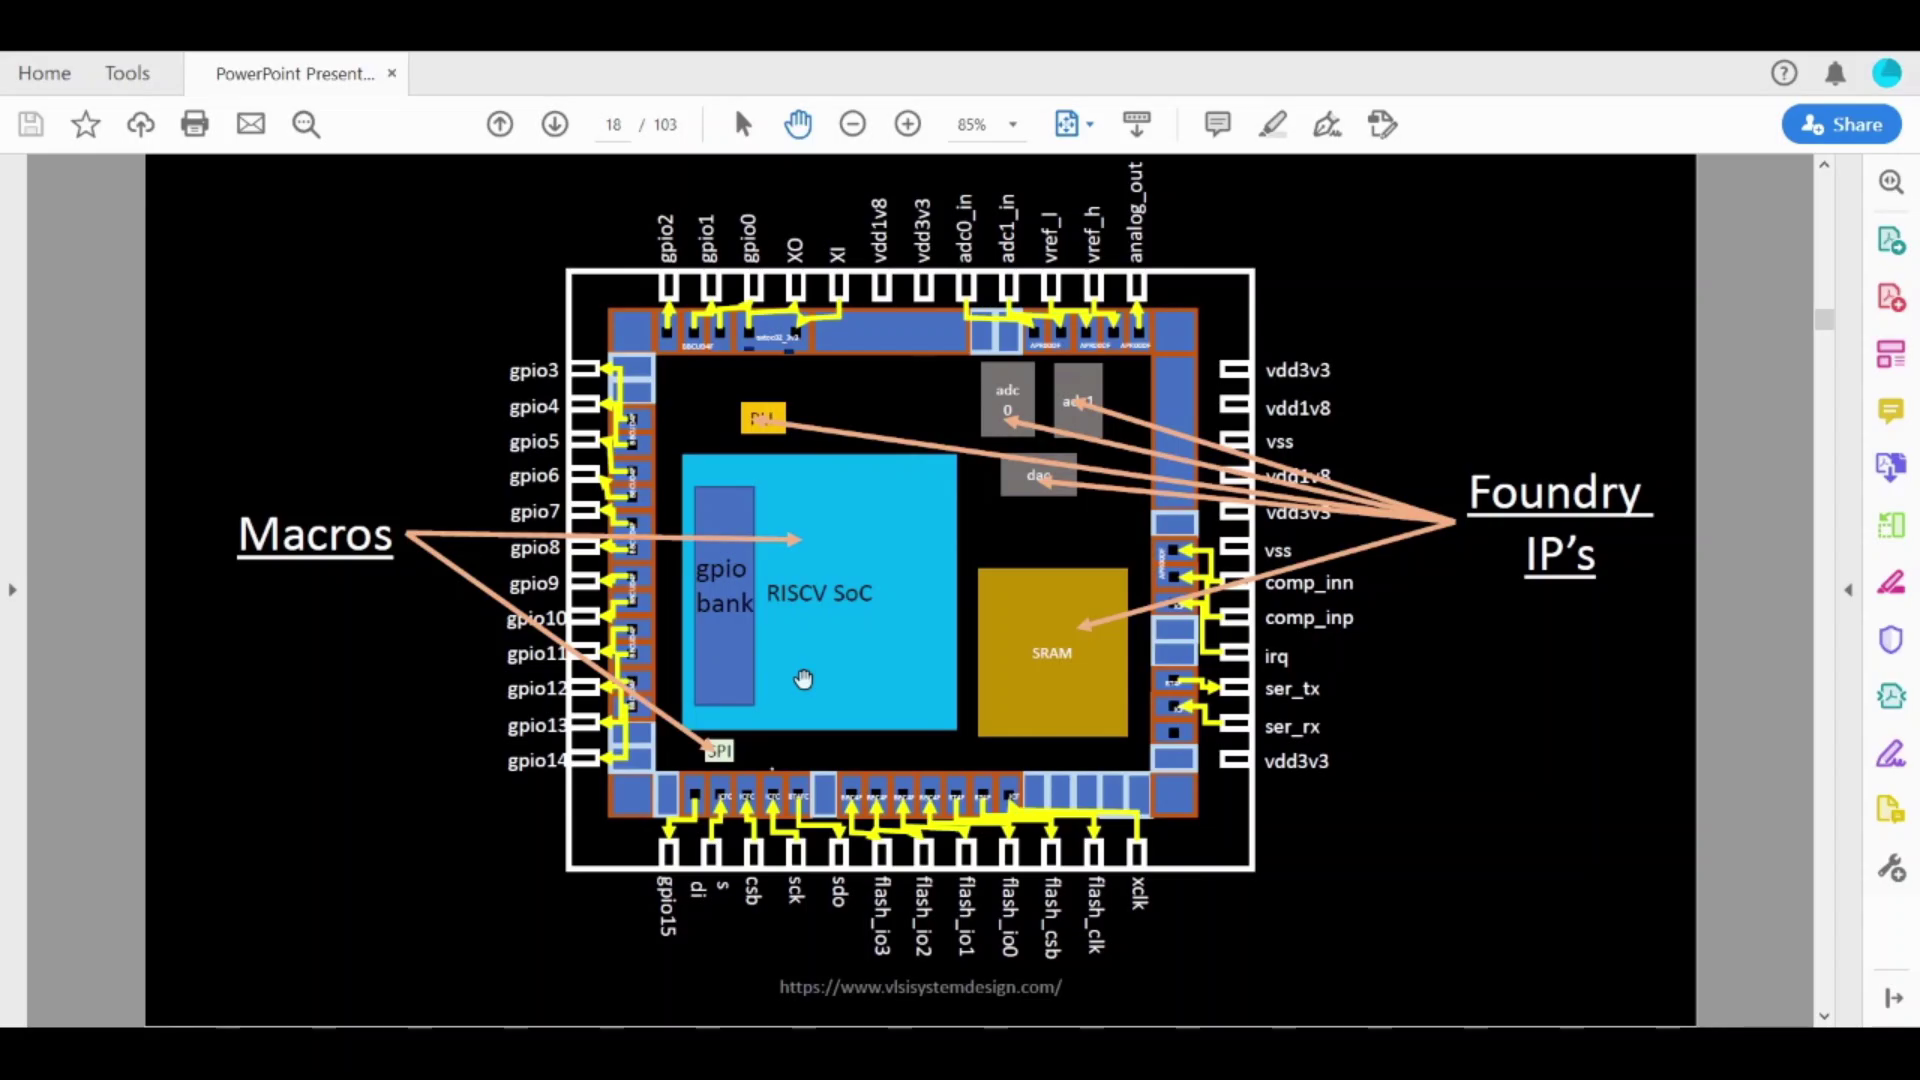 Home
Tools
PowerPoint Present...
18 / 103
85%
Share
gpio2
gpio1
gpio0
XO
XI
vdd1v8
vdd3v3
adc0_in
adc1_in
vref_l
vref_h
analog_out
gpio3
gpio4
gpio5
gpio6
gpio7
gpio8
gpio9
gpio10
gpio11
gpio12
gpio13
gpio14
Macros
adc
0
gpio
bank
RISCV SoC
SRAM
SPI
APR00DF
APR00DF
APR00DF
vdd3v3
vdd1v8
vss
vdd1v8
vdd3v3
vss
comp_inn
comp_inp
irq
ser_tx
ser_rx
vdd3v3
Foundry
IP's
gpio15
di
s
csb
sck
sdo
flash_io3
flash_io2
flash_io1
flash_io0
flash_csb
flash_clk
xclk
https://www.vlsisystemdesign.com/